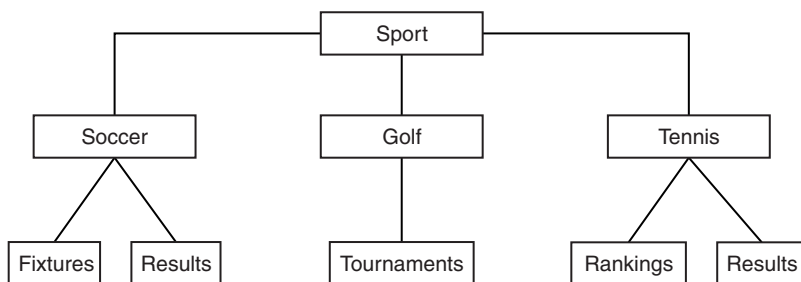 Sport
Soccer
Golf
Tennis
Fixtures
Results
Tournaments
Rankings
Results